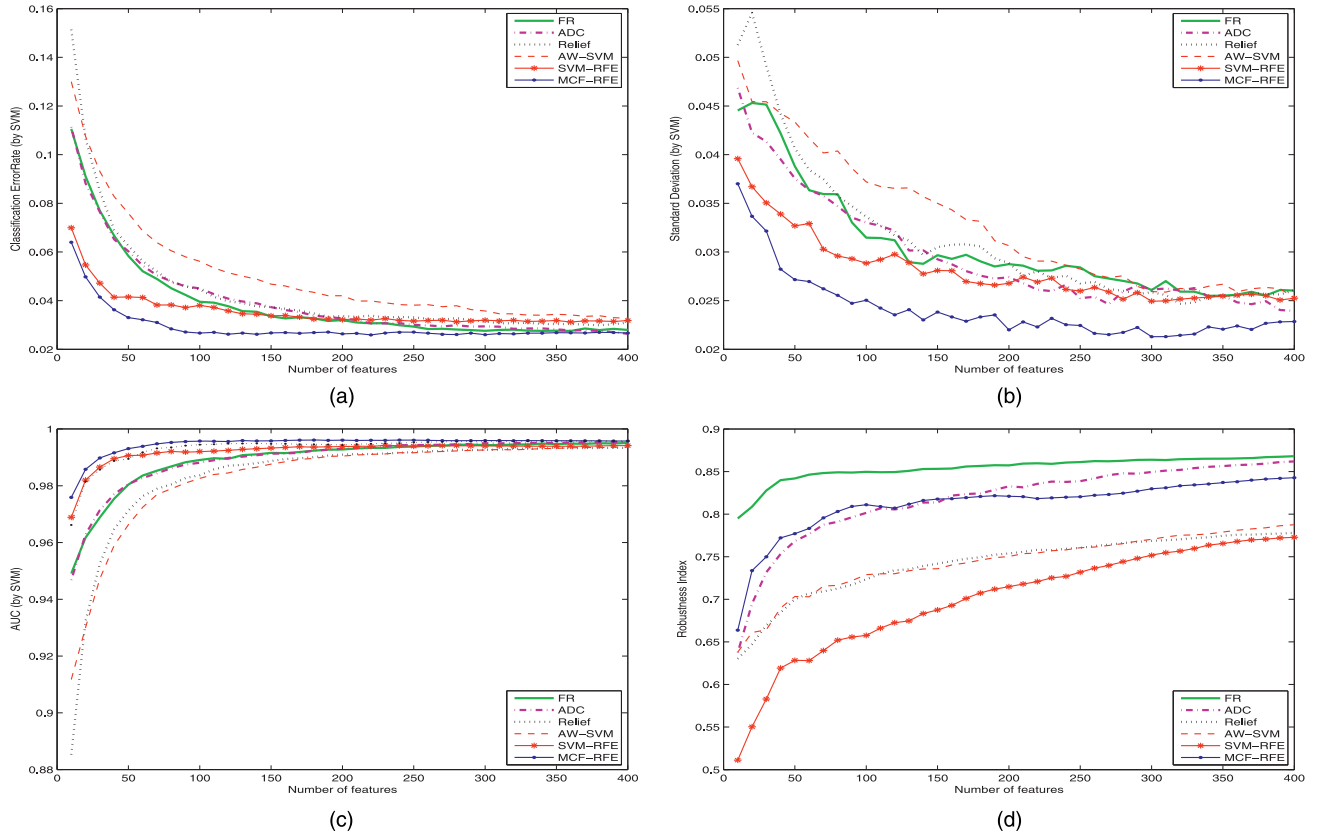 0.16
0.14
0.12
0.1
0.08
0.06
0.04
0.02
Classification ErrorRate (by SVM)
0 50 100 150 200 250 300 350 400
Number of features
FR
ADC
Relief
AW-SVM
SVM-RFE
MCF-RFE
(a)
0.055
0.05
0.045
0.04
0.035
0.03
0.025
0.02
Standard Deviation (by SVM)
0 50 100 150 200 250 300 350 400
Number of features
FR
ADC
Relief
AW-SVM
SVM-RFE
MCF-RFE
(b)
1
0.98
0.96
0.94
0.92
0.9
0.88
AUC (by SVM)
0 50 100 150 200 250 300 350 400
Number of features
FR
ADC
Relief
AW-SVM
SVM-RFE
MCF-RFE
(c)
0.9
0.85
0.8
0.75
0.7
0.65
0.6
0.55
0.5
Robustness Index
0 50 100 150 200 250 300 350 400
Number of features
FR
ADC
Relief
AW-SVM
SVM-RFE
MCF-RFE
(d)